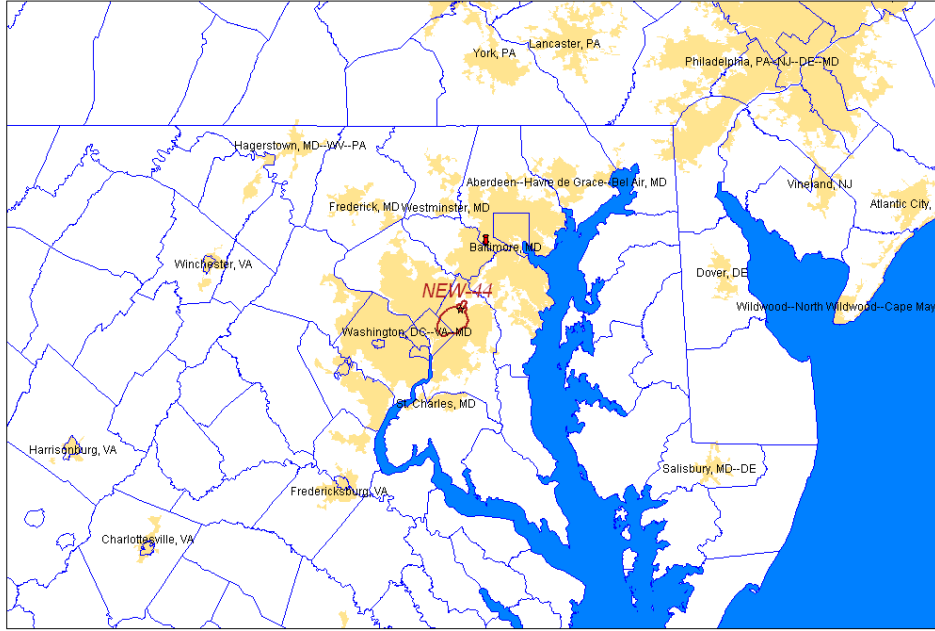 York, PA
Lancaster, PA
Philadelphia, PA--NJ--DE--MD
Hagerstown, MD--WV--PA
Aberdeen--Havre de Grace--Bel Air, MD
Vineland, NJ
Frederick, MD
Westminster, MD
Atlantic City,
Baltimore, MD
Winchester, VA
Dover, DE
NEW-44
Wildwood--North Wildwood--Cape May
Washington, DC--VA--MD
St. Charles, MD
Harrisonburg, VA
Salisbury, MD--DE
Fredericksburg, VA
Charlottesville, VA